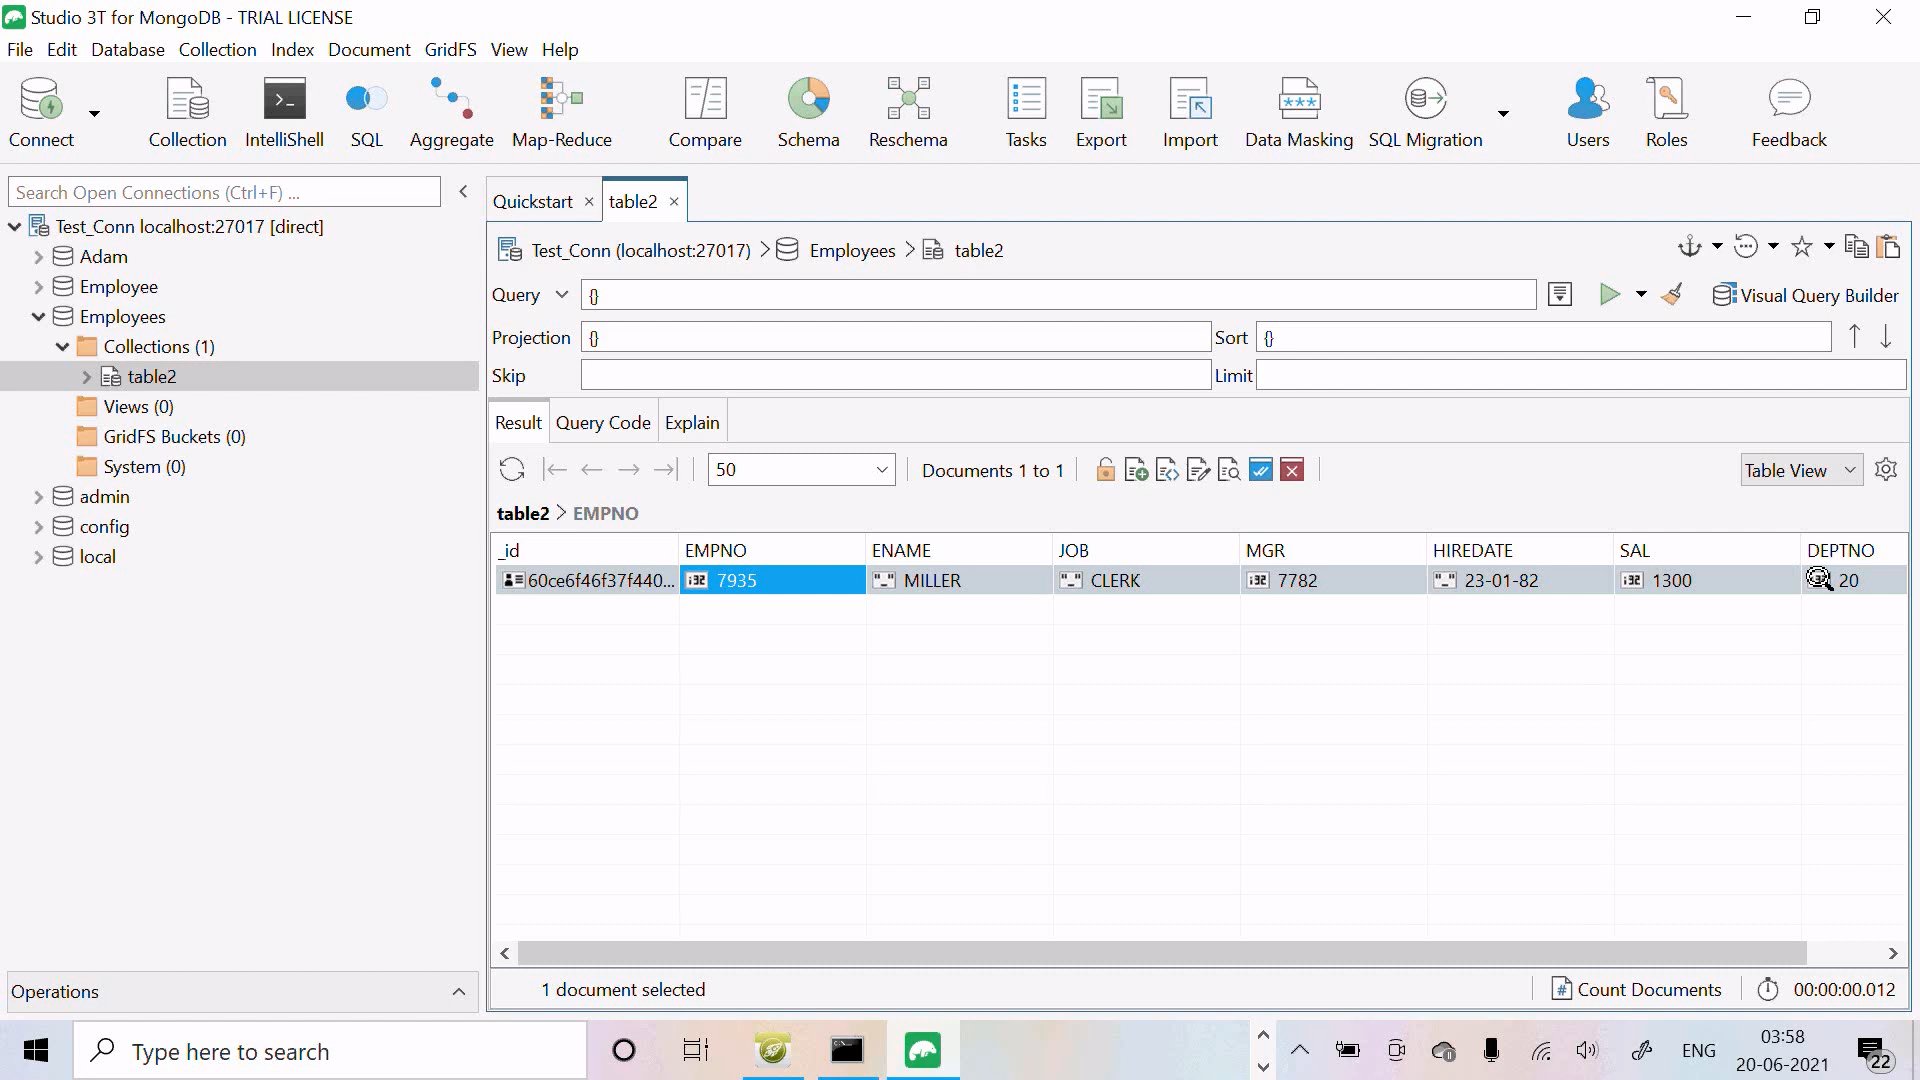 Studio 3T for MongoDB - TRIAL LICENSE
File Edit Database Collection Index Document GridFS View Help
Connect Collection IntelliShell SQL Aggregate Map-Reduce Compare Schema Reschema Tasks Export Import Data Masking SQL Migration Users Roles Feedback
Search Open Connections (Ctrl+F) ...
Test_Conn localhost:27017 [direct]
Adam
Employee
Employees
Collections (1)
table2
Views (0)
GridFS Buckets (0)
System (0)
admin
config
local
Operations
Quickstart table2
Test_Conn (localhost:27017) Employees table2
Query {} Visual Query Builder
Projection {} Sort {}
Skip Limit
Result Query Code Explain
50 Documents 1 to 1 Table View
table2 > EMPNO
_id EMPNO ENAME JOB MGR HIREDATE SAL DEPTNO
60ce6f46f37f440... i32 7935 "_" MILLER "_" CLERK i32 7782 "_" 23-01-82 i32 1300 20
1 document selected Count Documents 00:00:00.012
Type here to search ENG 03:58
20-06-2021 22